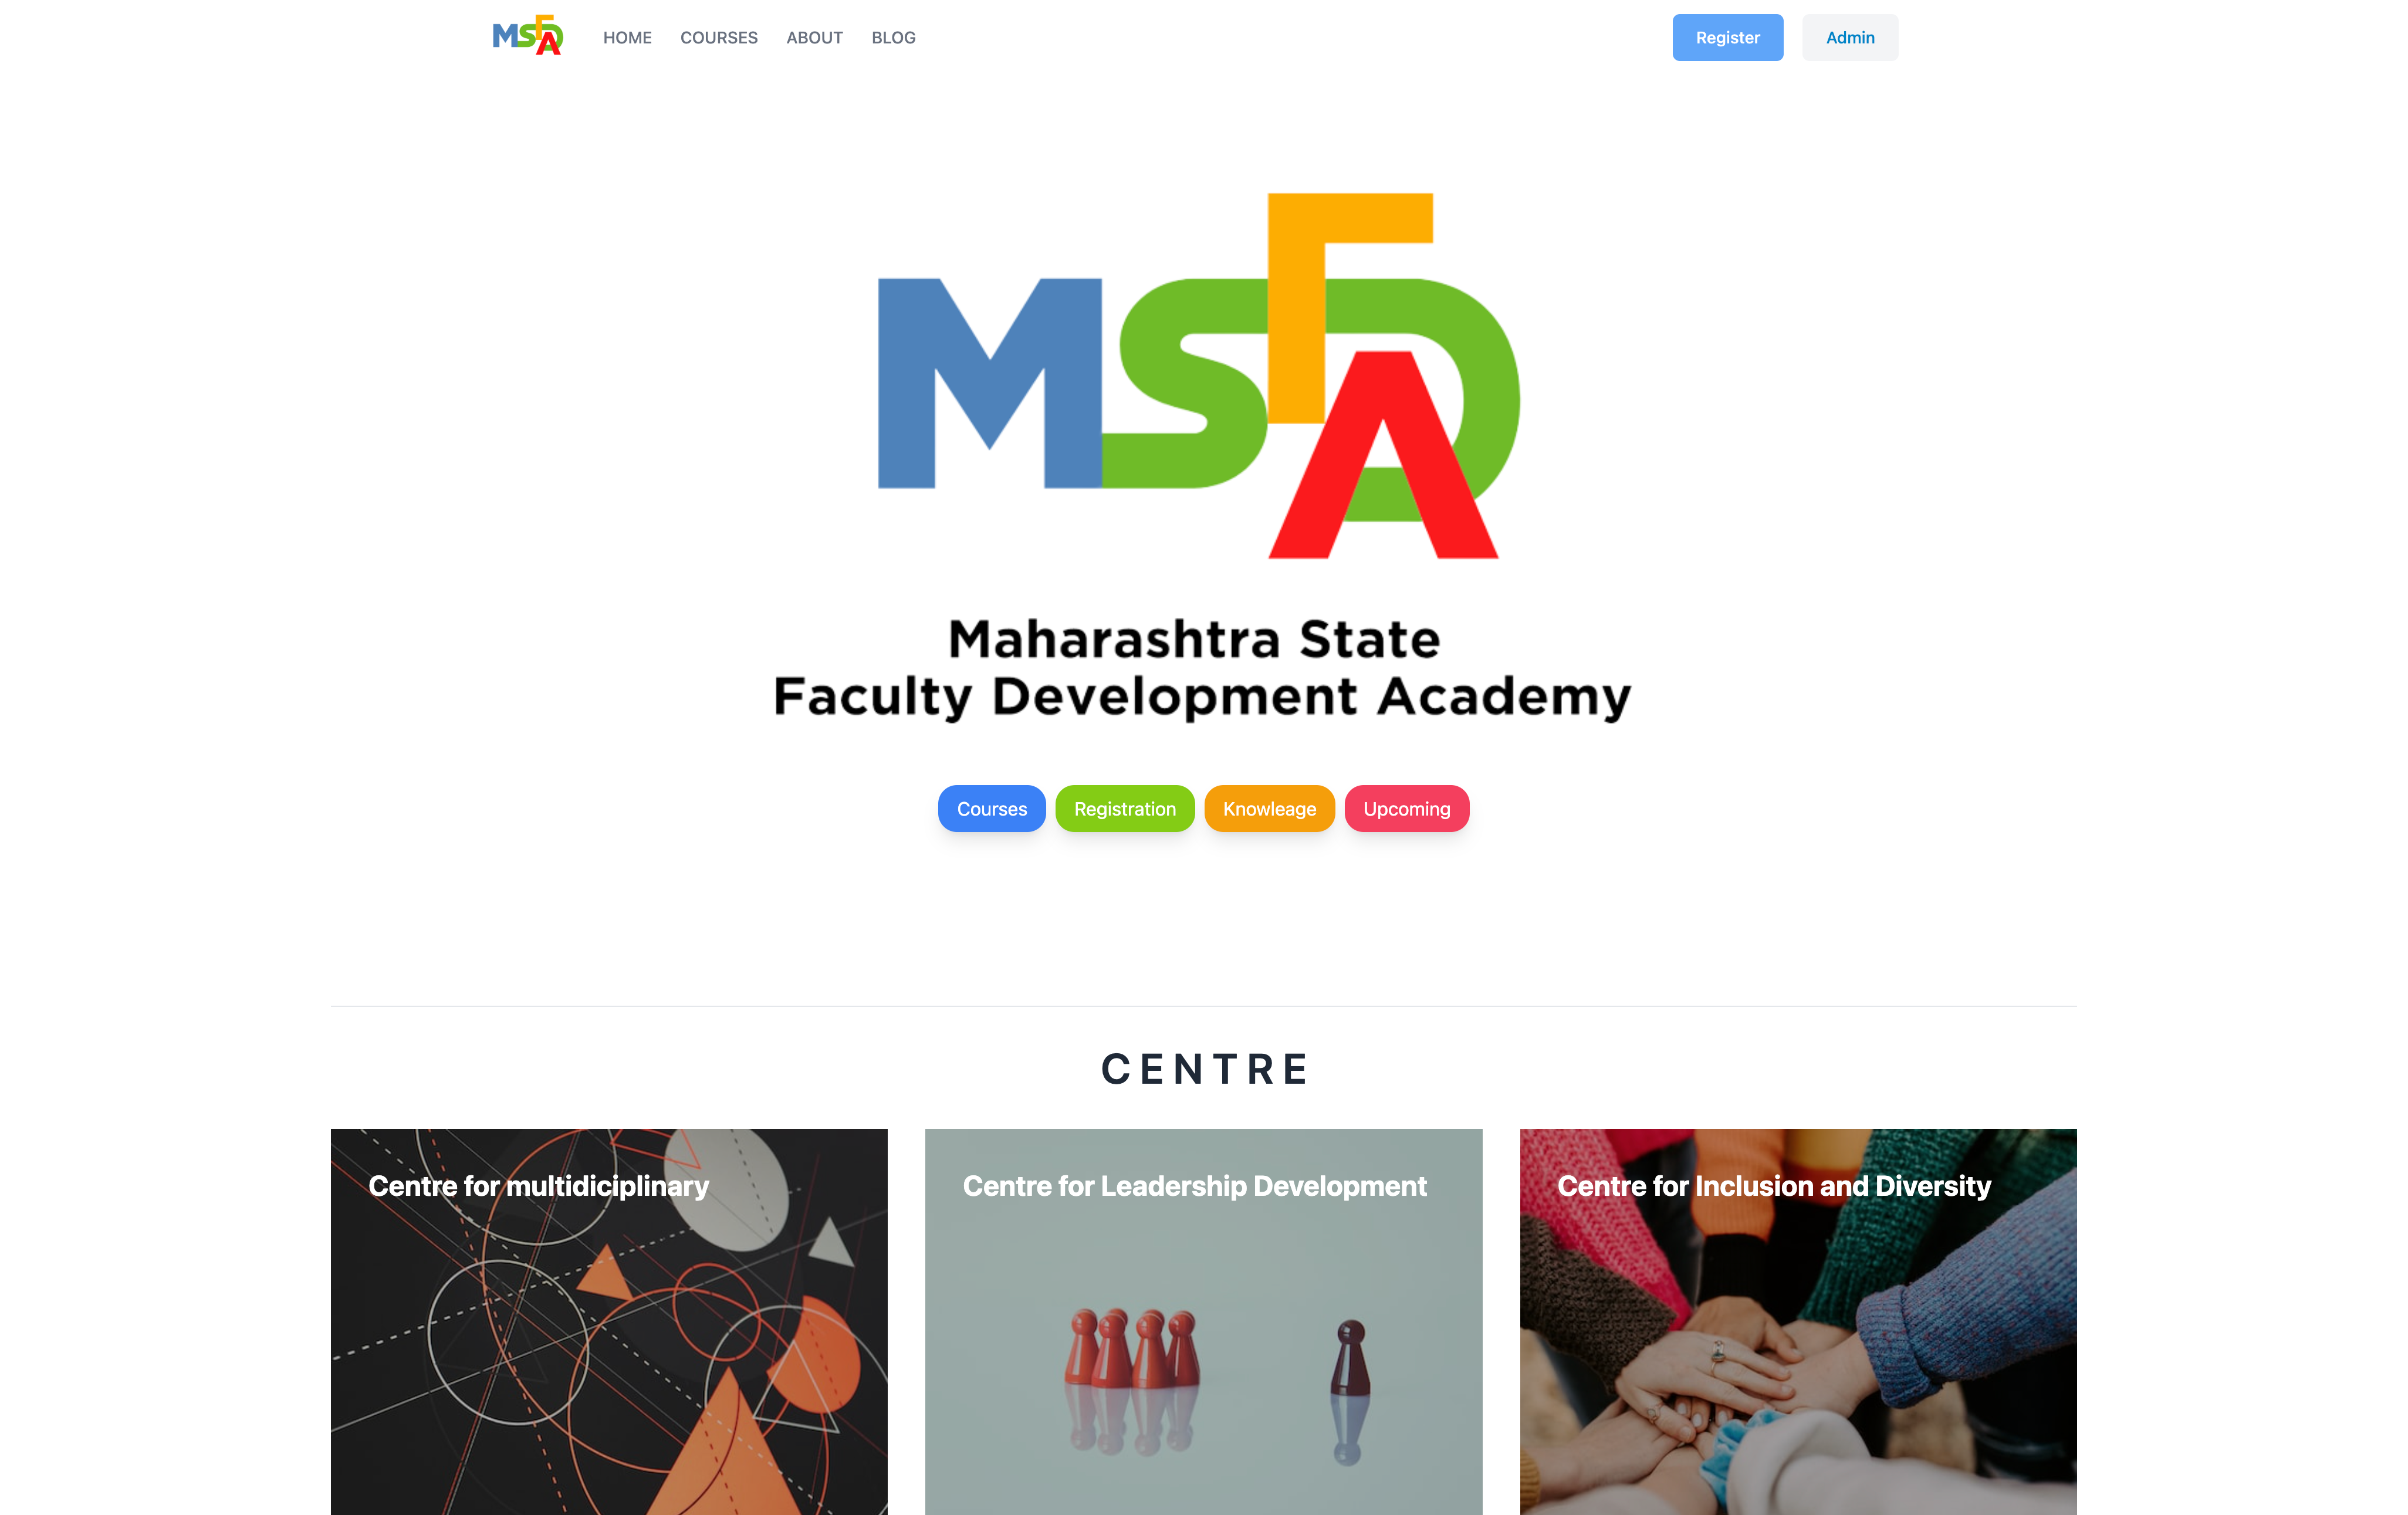 MSFDA
HOME COURSES ABOUT BLOG Register Admin
MSFDA
Maharashtra State
Faculty Development Academy
Courses Registration Knowleage Upcoming
CENTRE
Centre for multidiciplinary Centre for Leadership Development Centre for Inclusion and Diversity